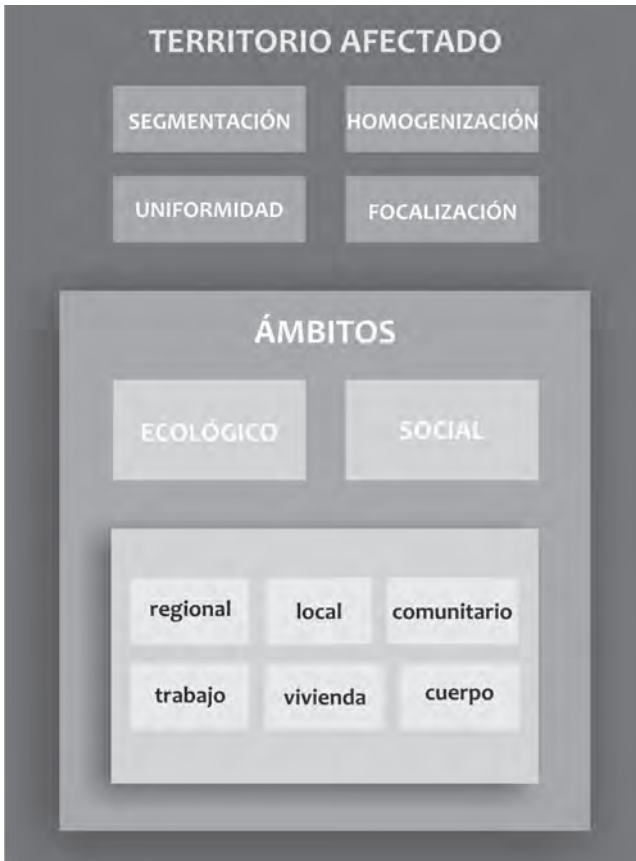 TERRITORIO AFECTADO
SEGMENTACIÓN HOMOGENIZACIÓN
UNIFORMIDAD FOCALIZACIÓN
ÁMBITOS
ECOLÓGICO SOCIAL
regional local comunitario
trabajo vivienda cuerpo